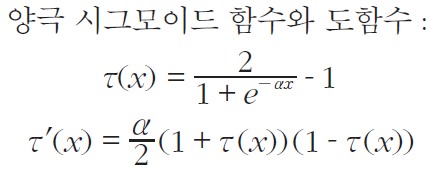 양극 시그모이드 함수와 도함수 :
τ(x) = 2 / (1 + e^{-αx}) - 1
τ′(x) = α/2 (1 + τ(x))(1 - τ(x))